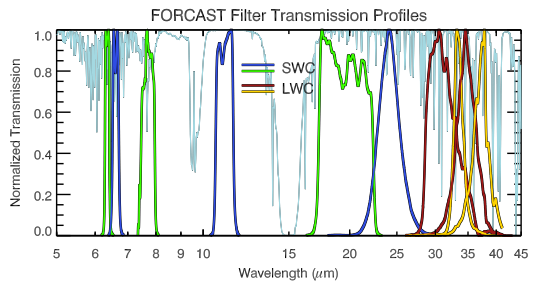 FORCAST Filter Transmission Profiles
Normalized Transmission
1.0
0.8
0.6
0.4
0.2
0.0
SWC
LWC
5 6 7 8 9 10 15 20 25 30 35 40 45
Wavelength (μm)